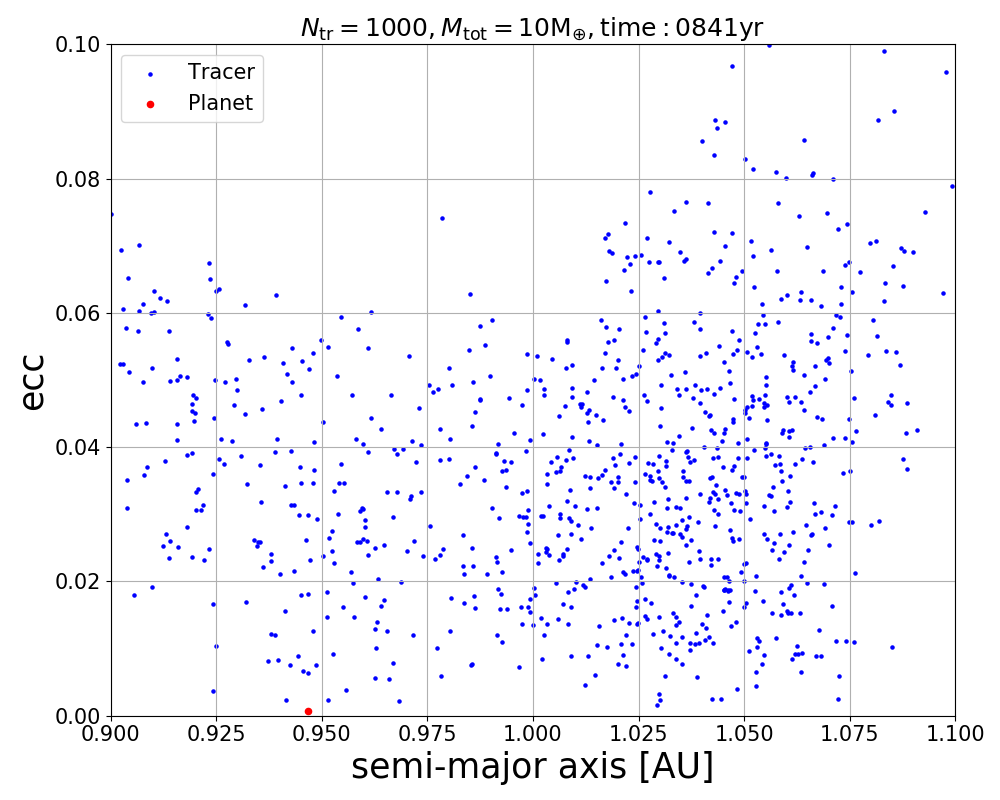 N_tr = 1000, M_tot = 10M_⊕, time : 0841yr
0.10
Tracer
Planet
0.08
0.06
ecc
0.04
0.02
0.00
0.900 0.925 0.950 0.975 1.000 1.025 1.050 1.075 1.100
semi-major axis [AU]